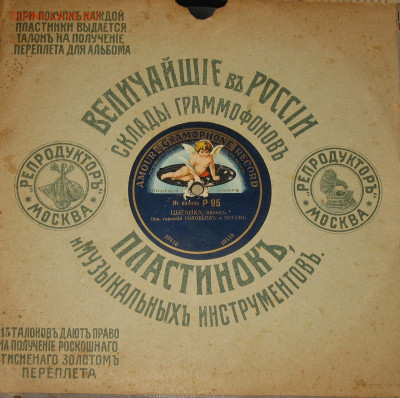 ПРИ ПОКУПКѢ КАЖДОЙ
ПЛАСТИНКИ ВЫДАЕТСЯ
ТАЛОНЪ НА ПОЛУЧЕНІЕ
ПЕРЕПЛЕТА ДЛЯ АЛЬБОМА
ВЕЛИЧАЙШІЕ ВЪ РОССІИ
СКЛАДЫ ГРАММОФОНОВЪ
AMOUR GRAMOPHONE RECORD
„РЕПРОДУКТОРЪ“
МОСКВА
„РЕПРОДУКТОРЪ“
МОСКВА
P 95
ЦЫГАНКА,
ПЛАСТИНОКЪ,
и МУЗЫКАЛЬНЫХЪ ИНСТРУМЕНТОВЪ.
15 ТАЛОНОВЪ ДАЮТЪ ПРАВО
НА ПОЛУЧЕНІЕ РОСКОШНАГО
ТИСНЕНАГО ЗОЛОТОМЪ
ПЕРЕПЛЕТА